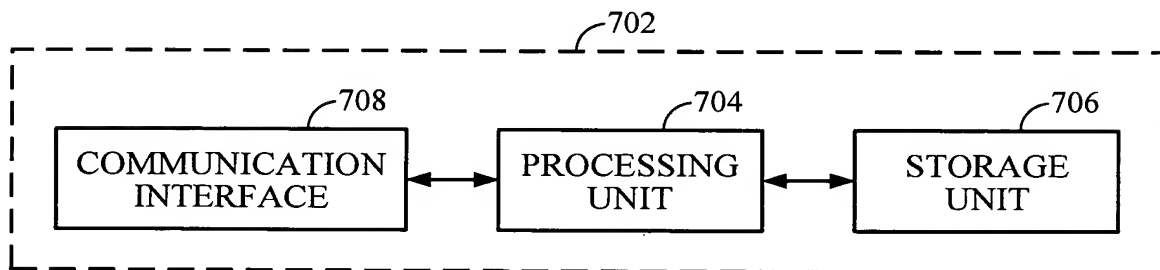 702
708
704
706
COMMUNICATION
INTERFACE
PROCESSING
UNIT
STORAGE
UNIT